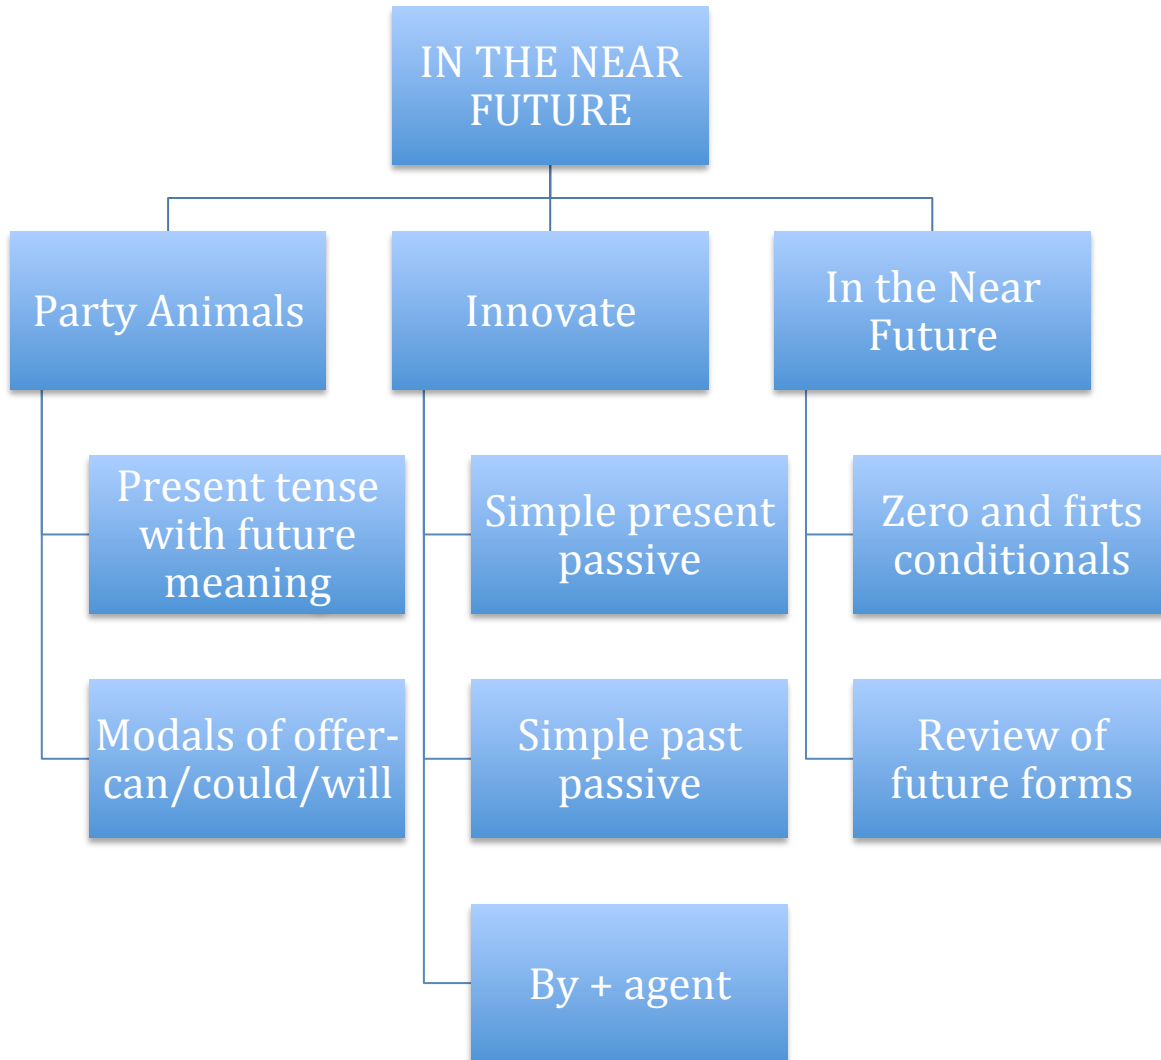 IN THE NEAR
FUTURE
Party Animals
Present tense
with future
meaning
Modals of offer-
can/could/will
Innovate
Simple present
passive
Simple past
passive
By + agent
In the Near
Future
Zero and firts
conditionals
Review of
future forms